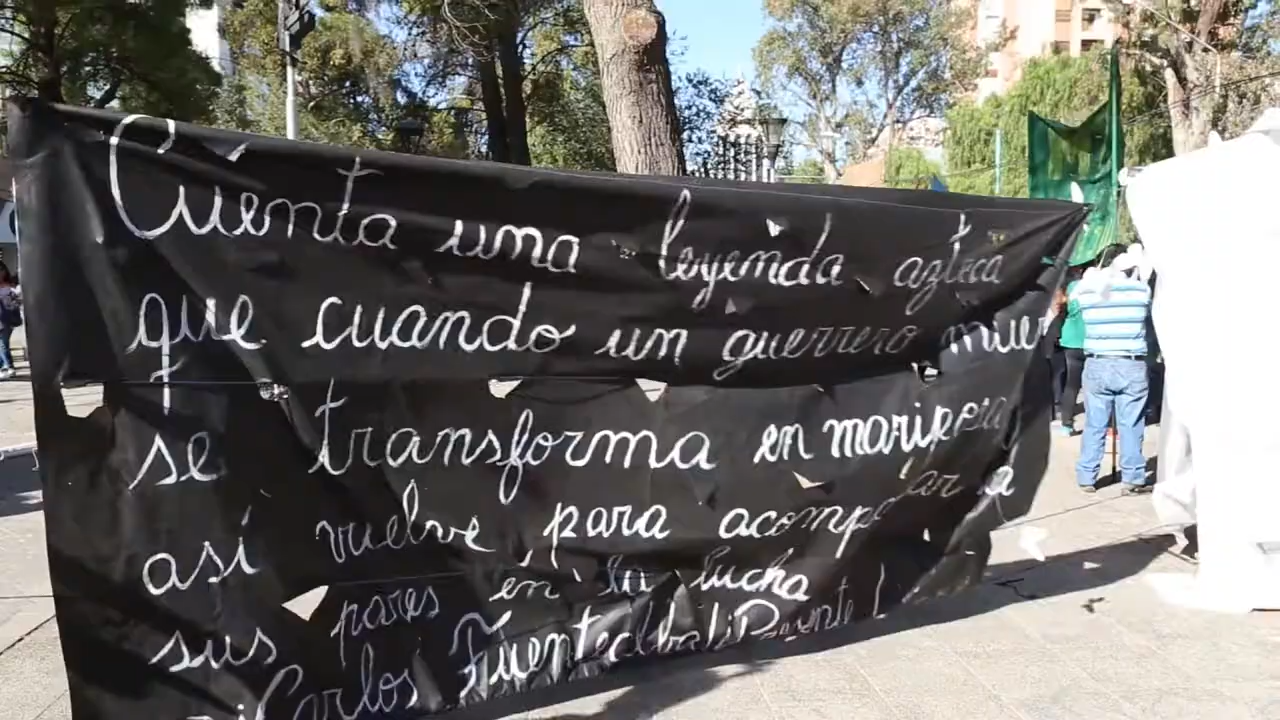 Cuenta una leyenda azteca
que cuando un guerrero muer
se transforma en mariposa
así vuelve para acompañar a
sus pares en la lucha
Carlos Fuentealba ¡Presente!